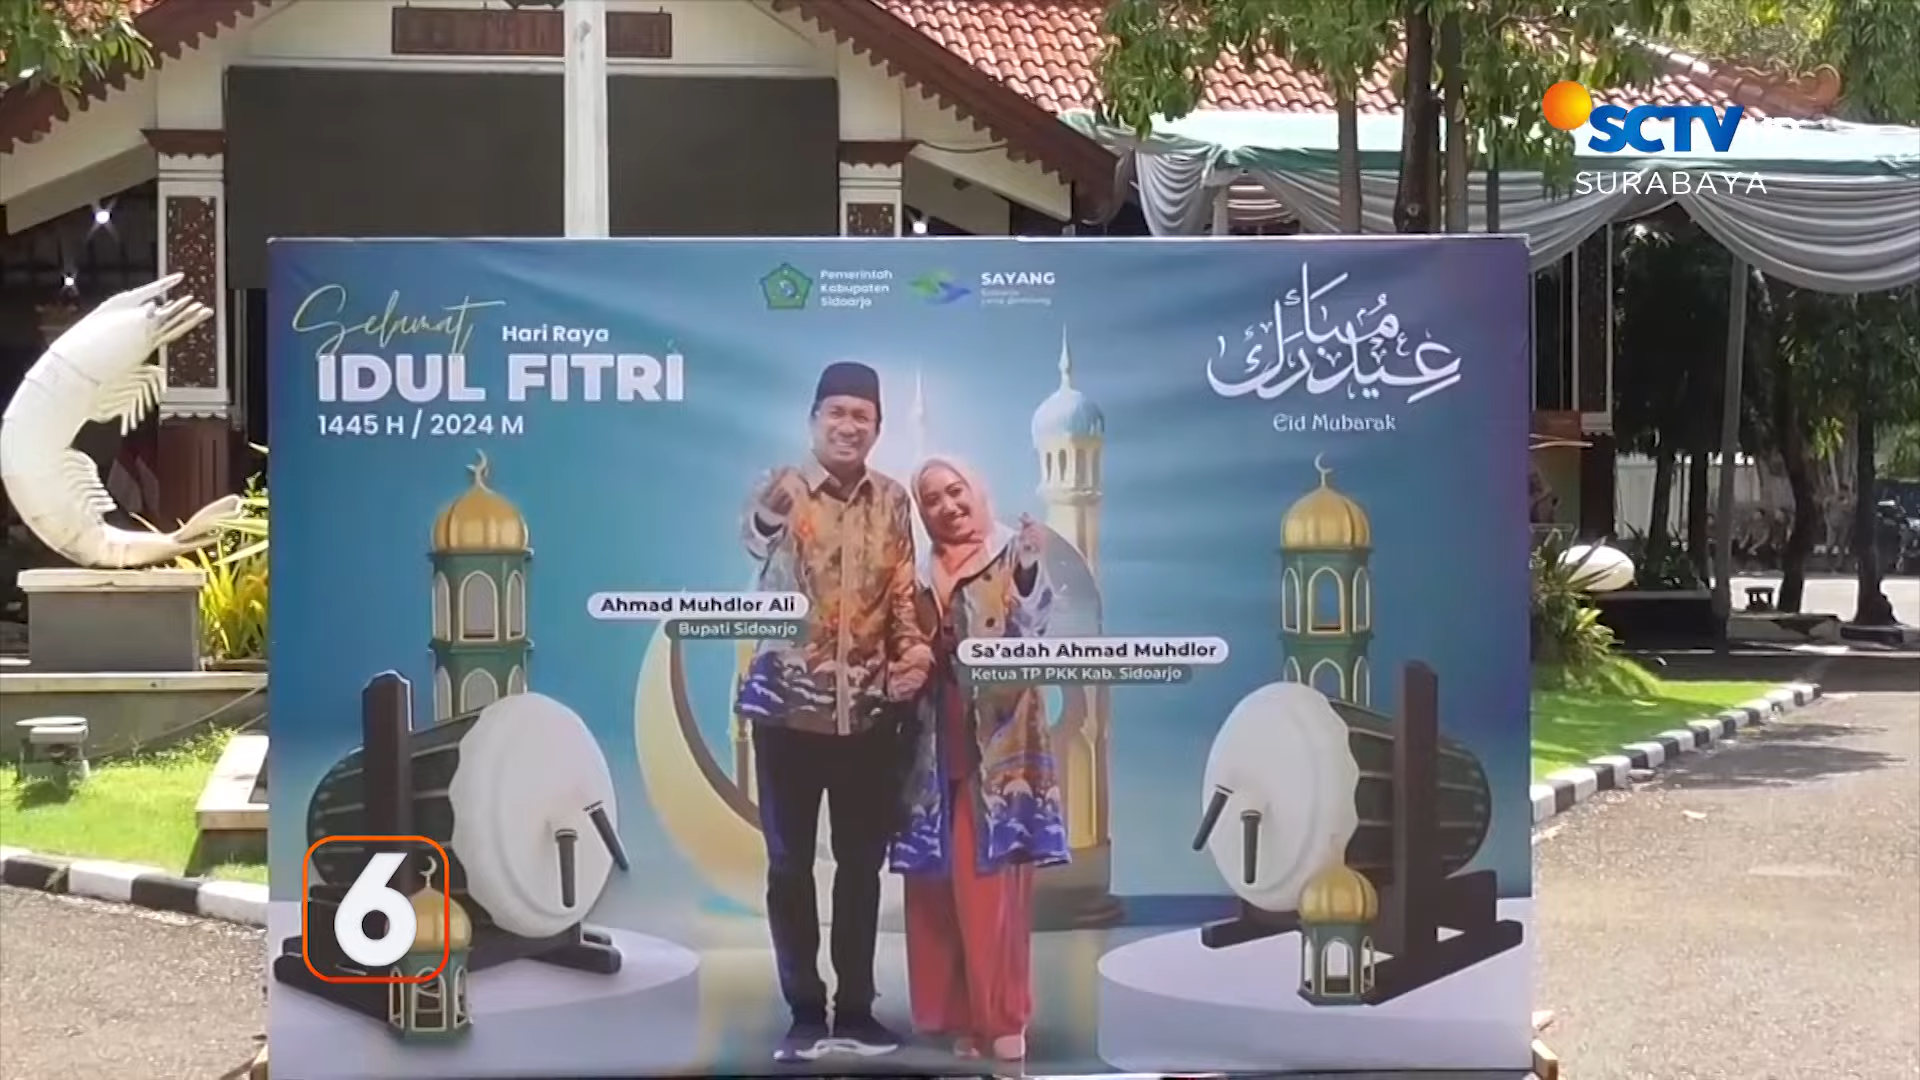 SCTV
SURABAYA
Selamat
Hari Raya
IDUL FITRI
1445 H / 2024 M
Pemerintah
Kabupaten
Sidoarjo
SAYANG
عيد مبارك
Eid Mubarak
Ahmad Muhdlor Ali
Bupati Sidoarjo
Sa'adah Ahmad Muhdlor
Ketua TP PKK Kab. Sidoarjo
6